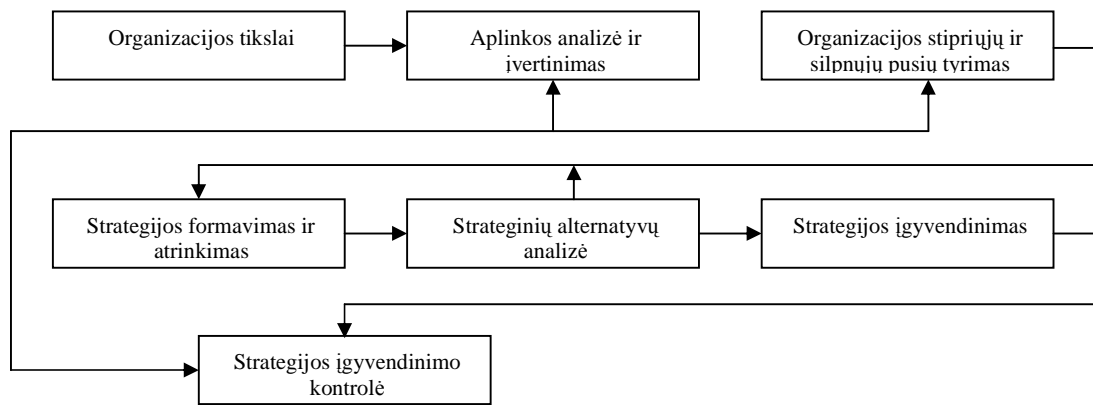 Organizacijos tikslai
Aplinkos analizė ir
įvertinimas
Organizacijos stipriųjų ir
silpnųjų pusių tyrimas
Strategijos formavimas ir
atrinkimas
Strateginių alternatyvų
analizė
Strategijos įgyvendinimas
Strategijos įgyvendinimo
kontrolė